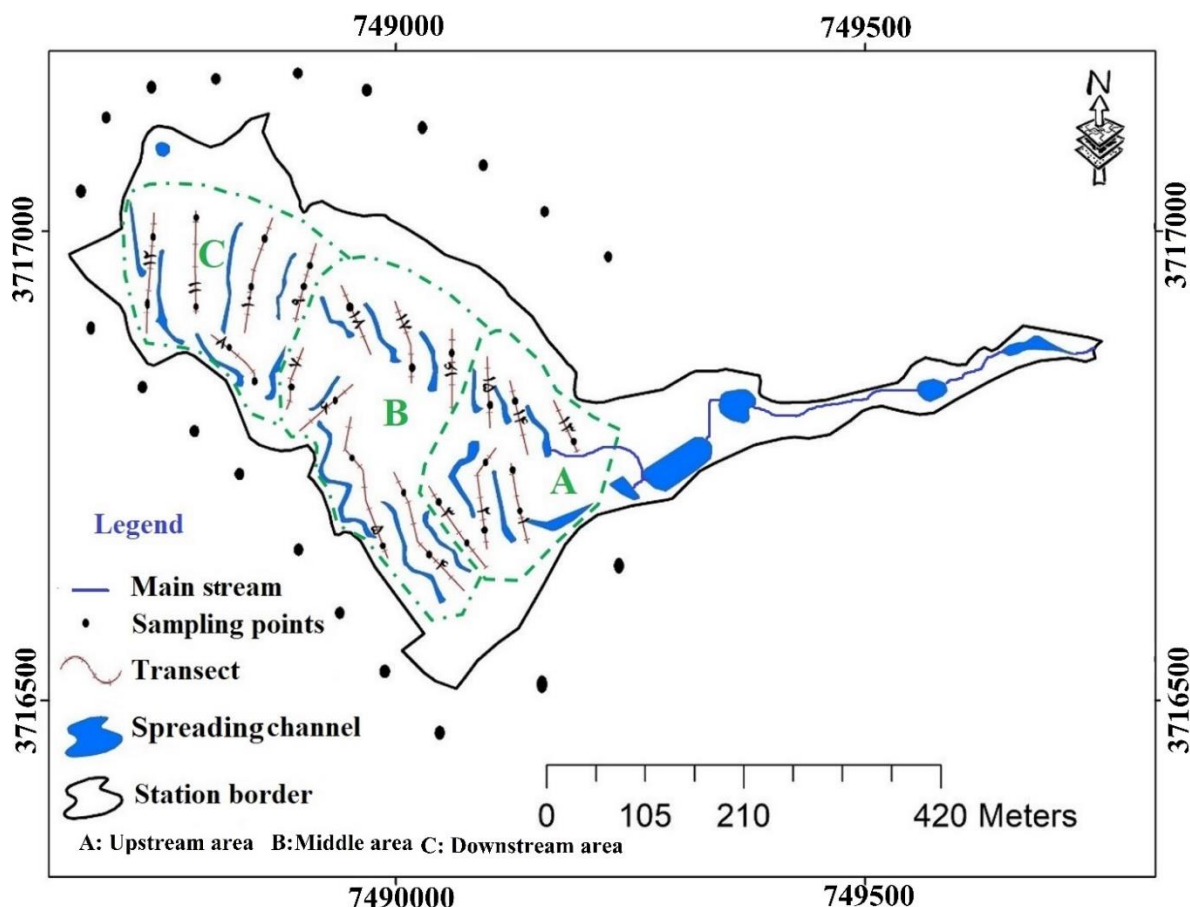 749000
749500
N
3717000
3717000
C
B
A
Legend
Main stream
Sampling points
Transect
Spreading channel
Station border
3716500
3716500
0 105 210 420 Meters
A: Upstream area B:Middle area C: Downstream area
7490000
749500